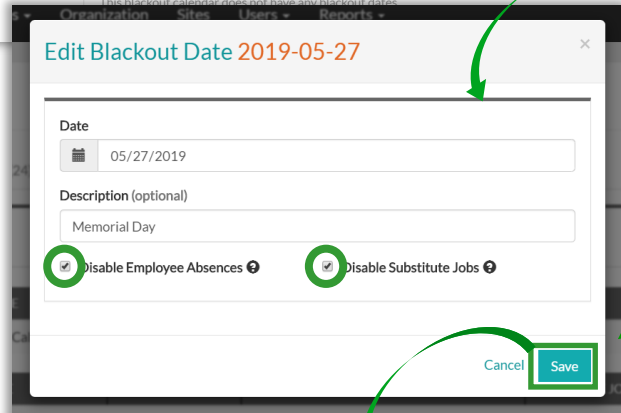 This blackout calendar does not have any blackout dates
Organization Sites Users Reports
Edit Blackout Date 2019-05-27
×
Date
05/27/2019
Description (optional)
Memorial Day
Disable Employee Absences ? Disable Substitute Jobs ?
Cancel Save